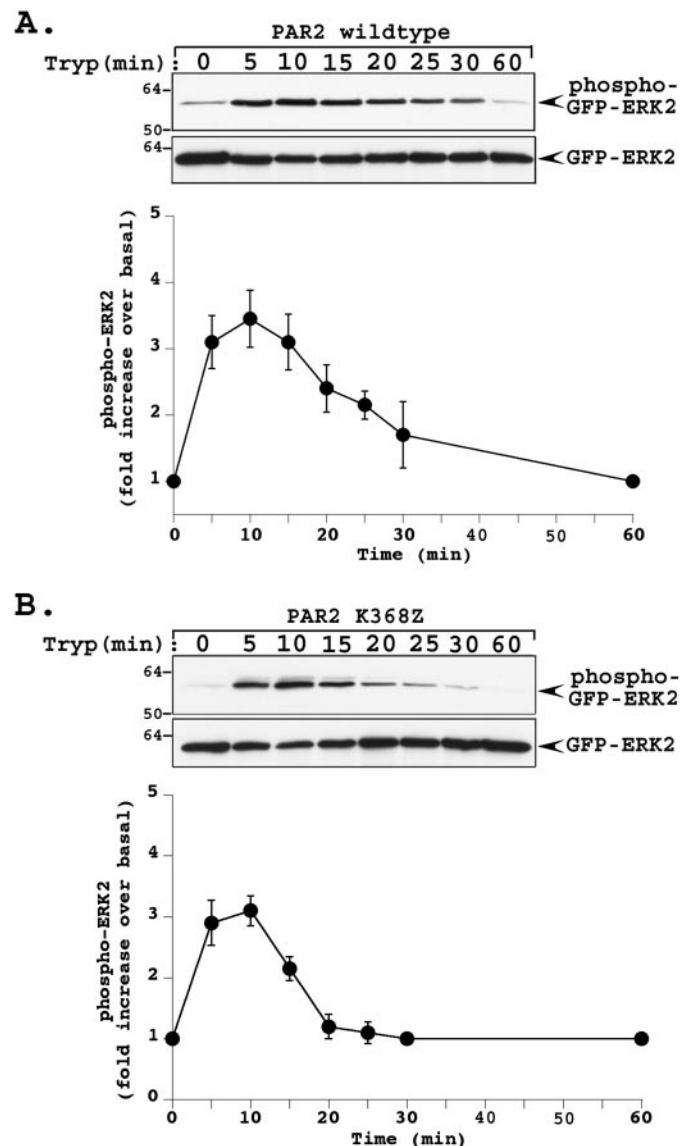 A.
PAR2 wildtype
Tryp(min): 0 5 10 15 20 25 30 60
64
phospho-
GFP-ERK2
50
64
GFP-ERK2
5
4
3
2
1
phospho-ERK2
(fold increase over basal)
0 10 20 30 40 50 60
Time (min)
B.
PAR2 K368Z
Tryp(min): 0 5 10 15 20 25 30 60
64
phospho-
GFP-ERK2
50
64
GFP-ERK2
5
4
3
2
1
0
phospho-ERK2
(fold increase over basal)
0 10 20 30 40 50 60
Time (min)